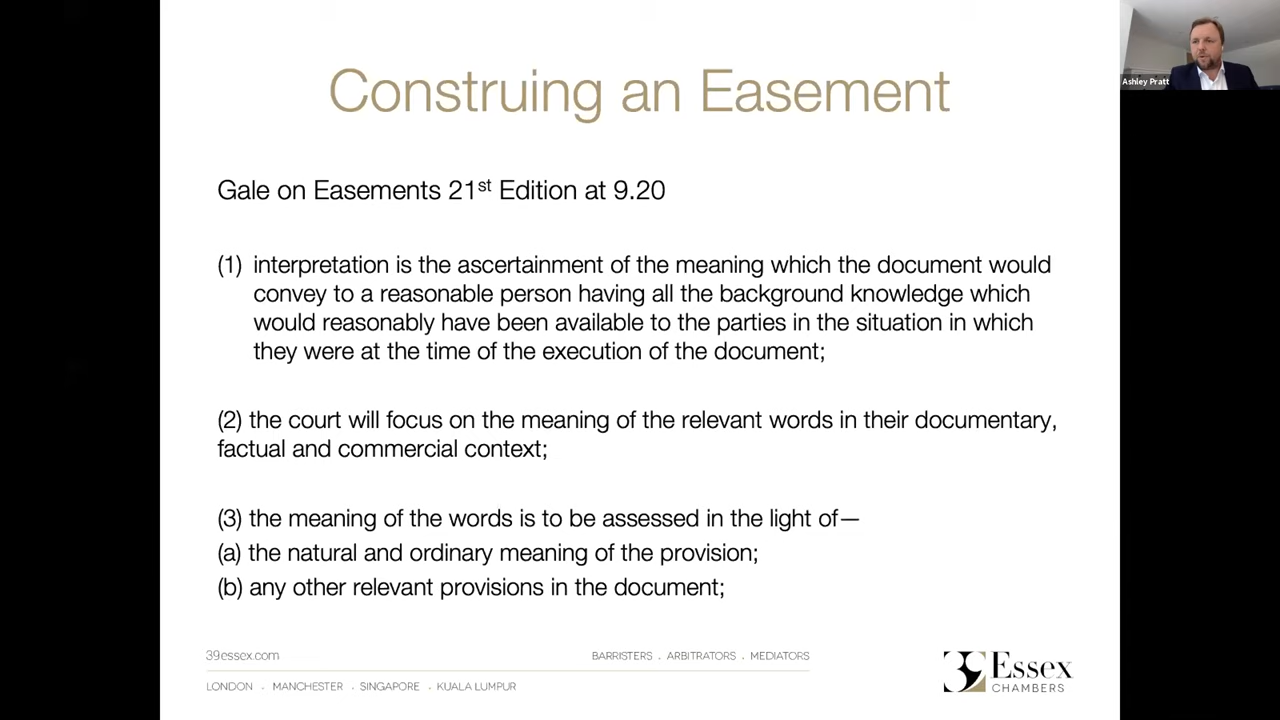 Construing an Easement
Ashley Pratt
Gale on Easements 21st Edition at 9.20
(1) interpretation is the ascertainment of the meaning which the document would
convey to a reasonable person having all the background knowledge which
would reasonably have been available to the parties in the situation in which
they were at the time of the execution of the document;
(2) the court will focus on the meaning of the relevant words in their documentary,
factual and commercial context;
(3) the meaning of the words is to be assessed in the light of—
(a) the natural and ordinary meaning of the provision;
(b) any other relevant provisions in the document;
39essex.com
BARRISTERS . ARBITRATORS . MEDIATORS
LONDON . MANCHESTER . SINGAPORE . KUALA LUMPUR
39 Essex
CHAMBERS